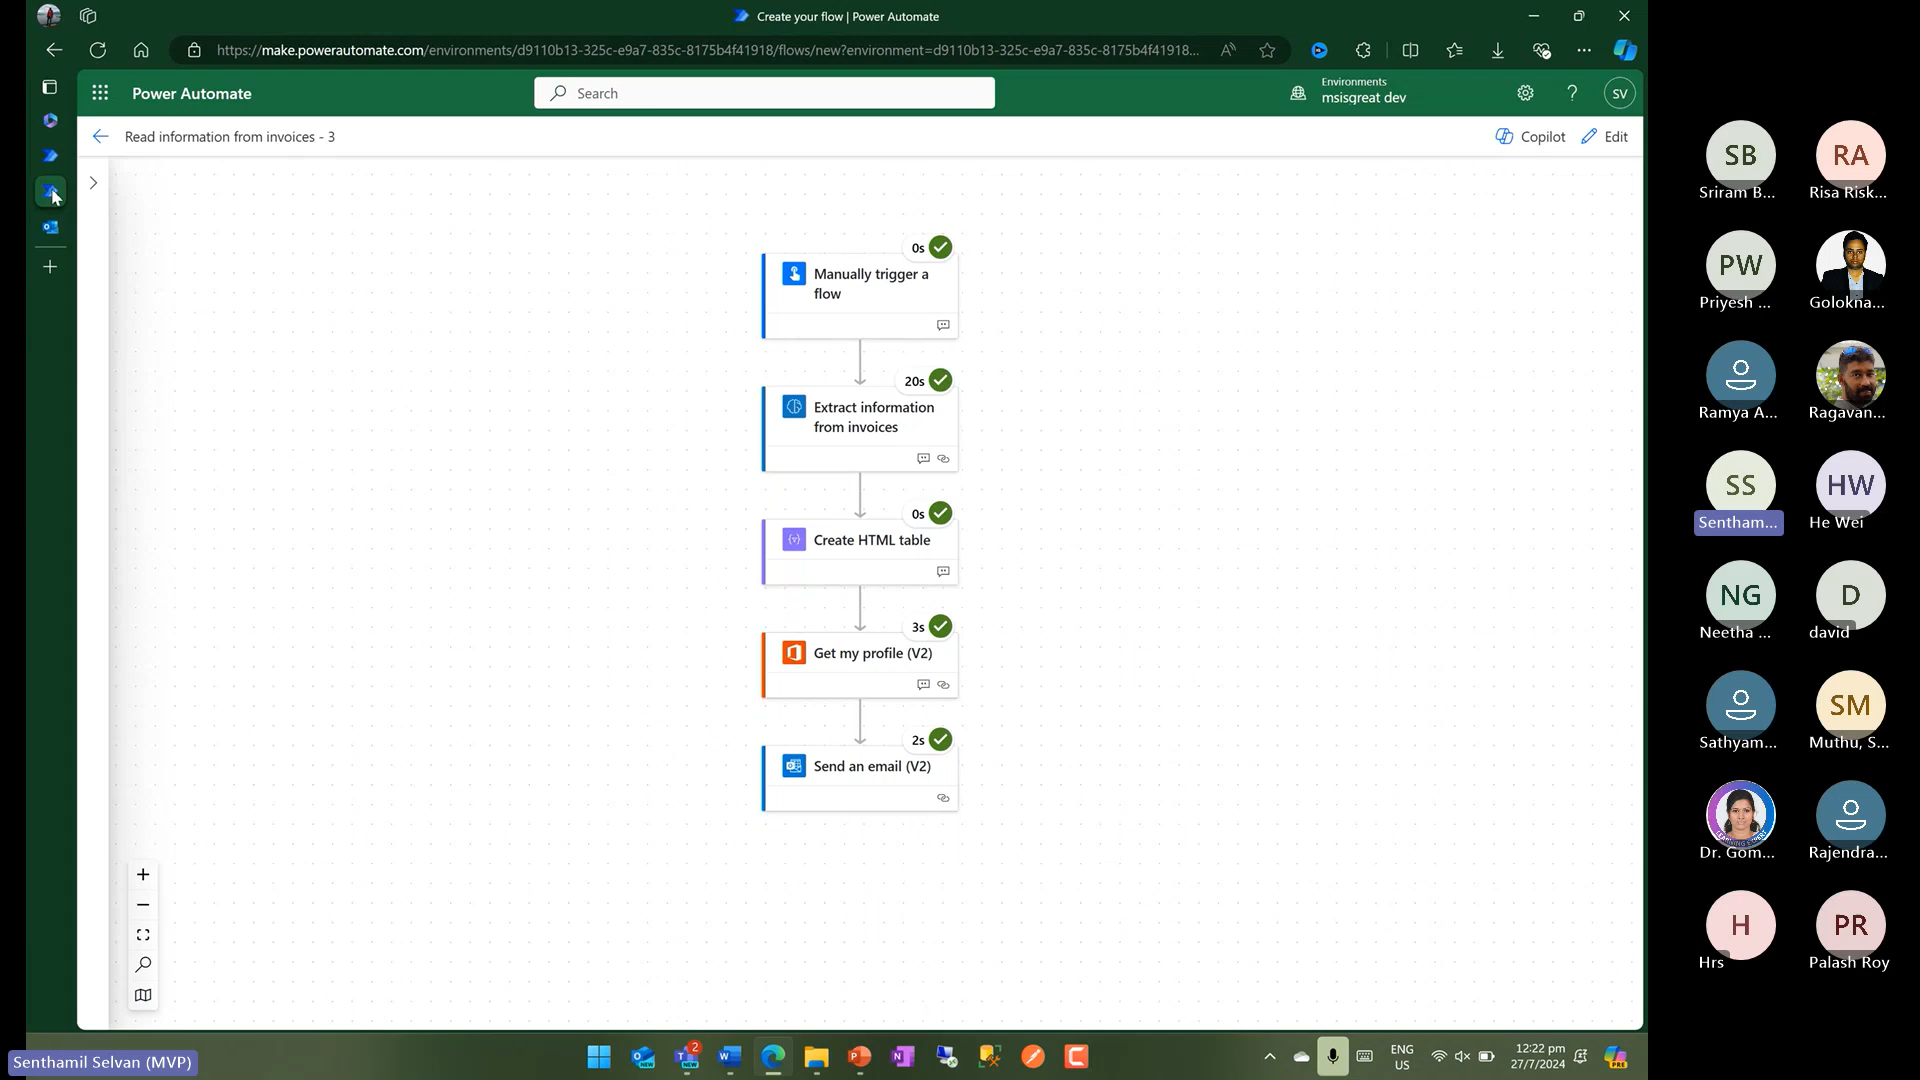 Create your flow | Power Automate
https://make.powerautomate.com/environments/d9110b13-325c-e9a7-835c-8175b4f41918/flows/new?environment=d9110b13-325c-e9a7-835c-8175b4f41918...
Power Automate
Search
Environments
msisgreat dev
SV
Read information from invoices - 3
Copilot
Edit
0s
Manually trigger a
flow
20s
Extract information
from invoices
0s
Create HTML table
3s
Get my profile (V2)
2s
Send an email (V2)
SB
Sriram B...
RA
Risa Risk...
PW
Priyesh ...
Golokna...
Ramya A...
Ragavan...
SS
Sentham...
HW
He Wei
NG
Neetha ...
D
david
Sathyam...
SM
Muthu, S...
Dr. Gom...
Rajendra...
H
Hrs
PR
Palash Roy
Senthamil Selvan (MVP)
NEW
2
NEW
ENG
US
12:22 pm
27/7/2024
PRE